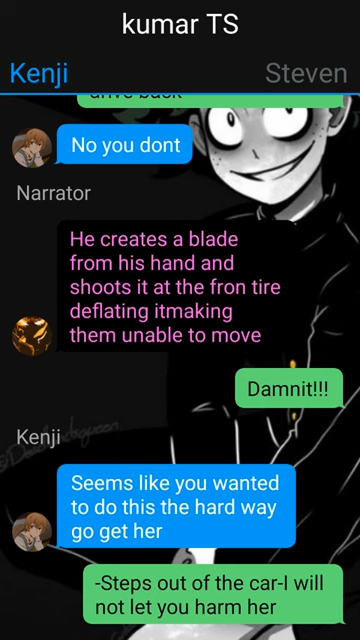 kumar TS
Kenji
Steven
drive back
No you dont
Narrator
He creates a blade
from his hand and
shoots it at the fron tire
deflating itmaking
them unable to move
Damnit!!!
Kenji
Seems like you wanted
to do this the hard way
go get her
-Steps out of the car-I will
not let you harm her